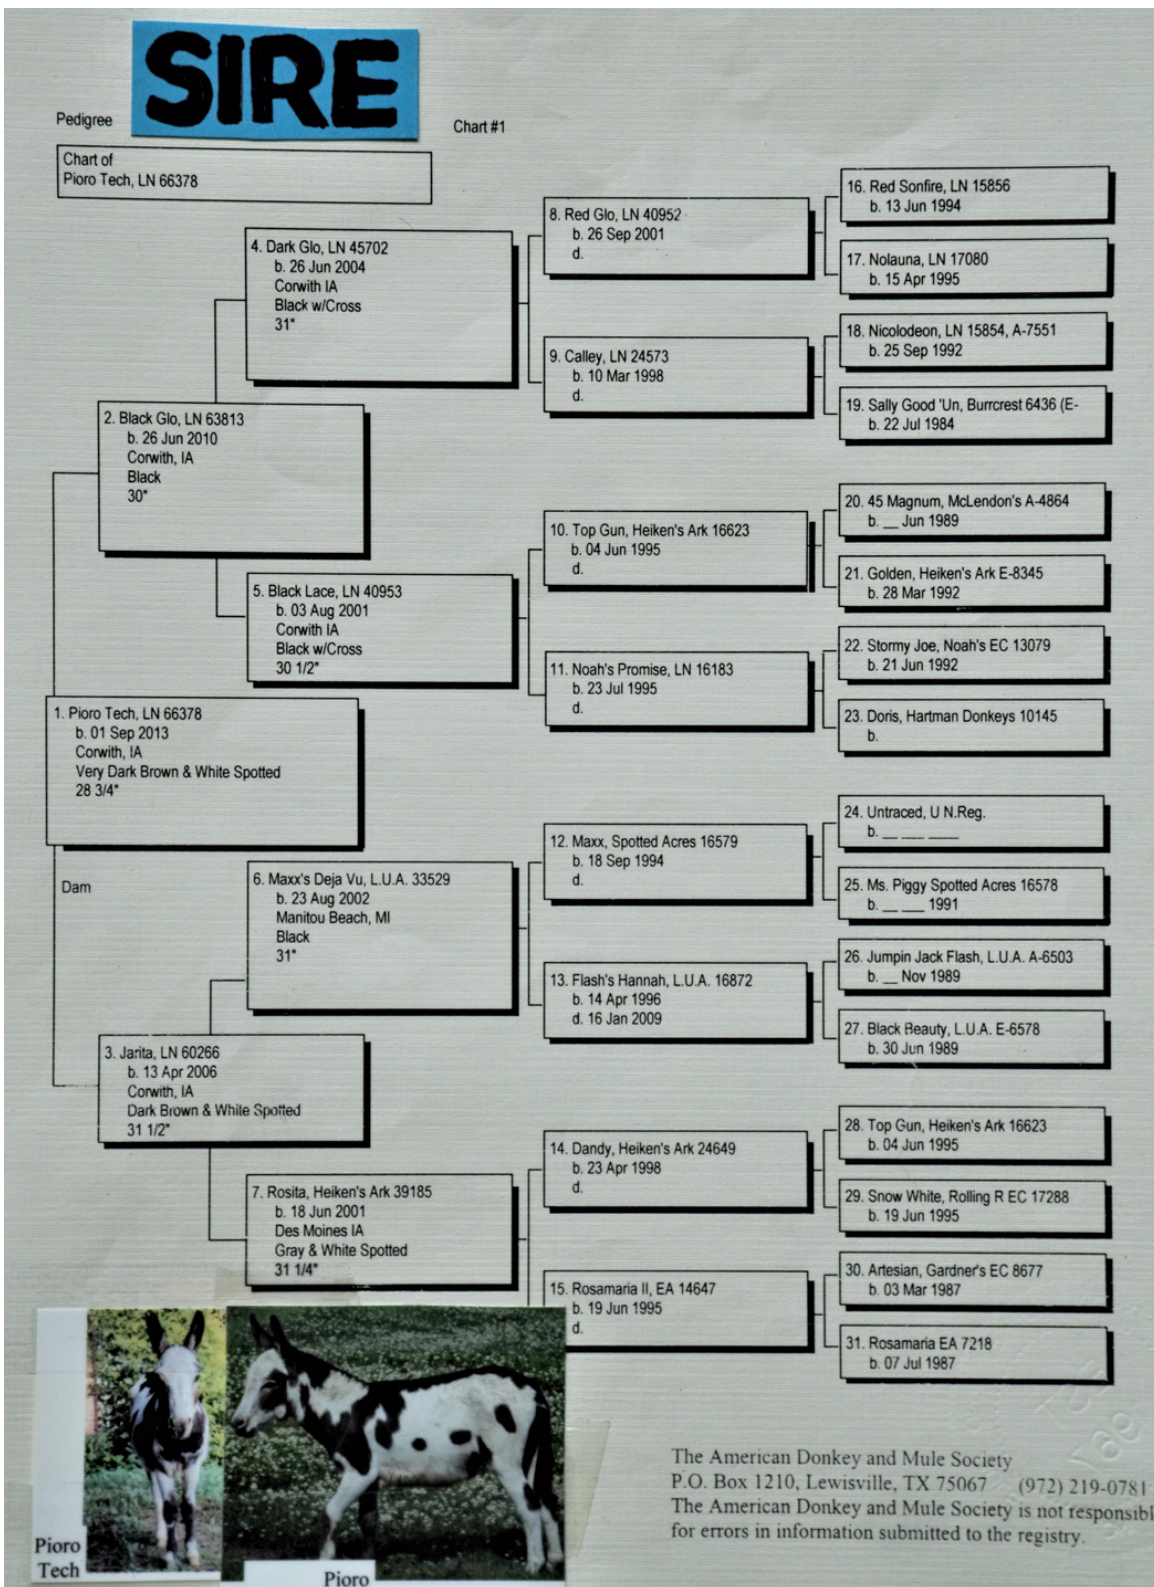 SIRE
Pedigree
Chart #1
Chart of
Pioro Tech, LN 66378
1. Pioro Tech, LN 66378
b. 01 Sep 2013
Corwith, IA
Very Dark Brown & White Spotted
28 3/4"
Dam
2. Black Glo, LN 63813
b. 26 Jun 2010
Corwith, IA
Black
30"
3. Jarita, LN 60266
b. 13 Apr 2006
Corwith, IA
Dark Brown & White Spotted
31 1/2"
4. Dark Glo, LN 45702
b. 26 Jun 2004
Corwith IA
Black w/Cross
31"
5. Black Lace, LN 40953
b. 03 Aug 2001
Corwith IA
Black w/Cross
30 1/2"
6. Maxx's Deja Vu, L.U.A. 33529
b. 23 Aug 2002
Manitou Beach, MI
Black
31"
7. Rosita, Heiken's Ark 39185
b. 18 Jun 2001
Des Moines IA
Gray & White Spotted
31 1/4"
8. Red Glo, LN 40952
b. 26 Sep 2001
d.
9. Calley, LN 24573
b. 10 Mar 1998
d.
10. Top Gun, Heiken's Ark 16623
b. 04 Jun 1995
d.
11. Noah's Promise, LN 16183
b. 23 Jul 1995
d.
12. Maxx, Spotted Acres 16579
b. 18 Sep 1994
d.
13. Flash's Hannah, L.U.A. 16872
b. 14 Apr 1996
d. 16 Jan 2009
14. Dandy, Heiken's Ark 24649
b. 23 Apr 1998
d.
15. Rosamaria II, EA 14647
b. 19 Jun 1995
d.
16. Red Sonfire, LN 15856
b. 13 Jun 1994
17. Nolauna, LN 17080
b. 15 Apr 1995
18. Nicolodeon, LN 15854, A-7551
b. 25 Sep 1992
19. Sally Good 'Un, Burrcrest 6436 (E-
b. 22 Jul 1984
20. 45 Magnum, McLendon's A-4864
b. __ Jun 1989
21. Golden, Heiken's Ark E-8345
b. 28 Mar 1992
22. Stormy Joe, Noah's EC 13079
b. 21 Jun 1992
23. Doris, Hartman Donkeys 10145
b.
24. Untraced, U N.Reg.
b. __ ___ ____
25. Ms. Piggy Spotted Acres 16578
b. __ ___ 1991
26. Jumpin Jack Flash, L.U.A. A-6503
b. __ Nov 1989
27. Black Beauty, L.U.A. E-6578
b. 30 Jun 1989
28. Top Gun, Heiken's Ark 16623
b. 04 Jun 1995
29. Snow White, Rolling R EC 17288
b. 19 Jun 1995
30. Artesian, Gardner's EC 8677
b. 03 Mar 1987
31. Rosamaria EA 7218
b. 07 Jul 1987
Pioro
Tech
Pioro
The American Donkey and Mule Society
P.O. Box 1210, Lewisville, TX 75067 (972) 219-0781
The American Donkey and Mule Society is not responsibl
for errors in information submitted to the registry.